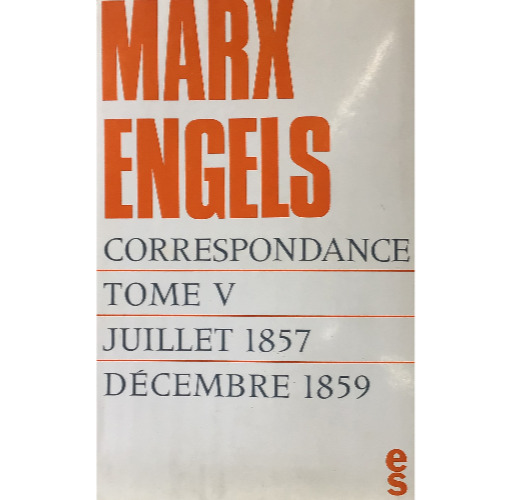 MARX
ENGELS
CORRESPONDANCE
TOME V
JUILLET 1857
DÉCEMBRE 1859
es